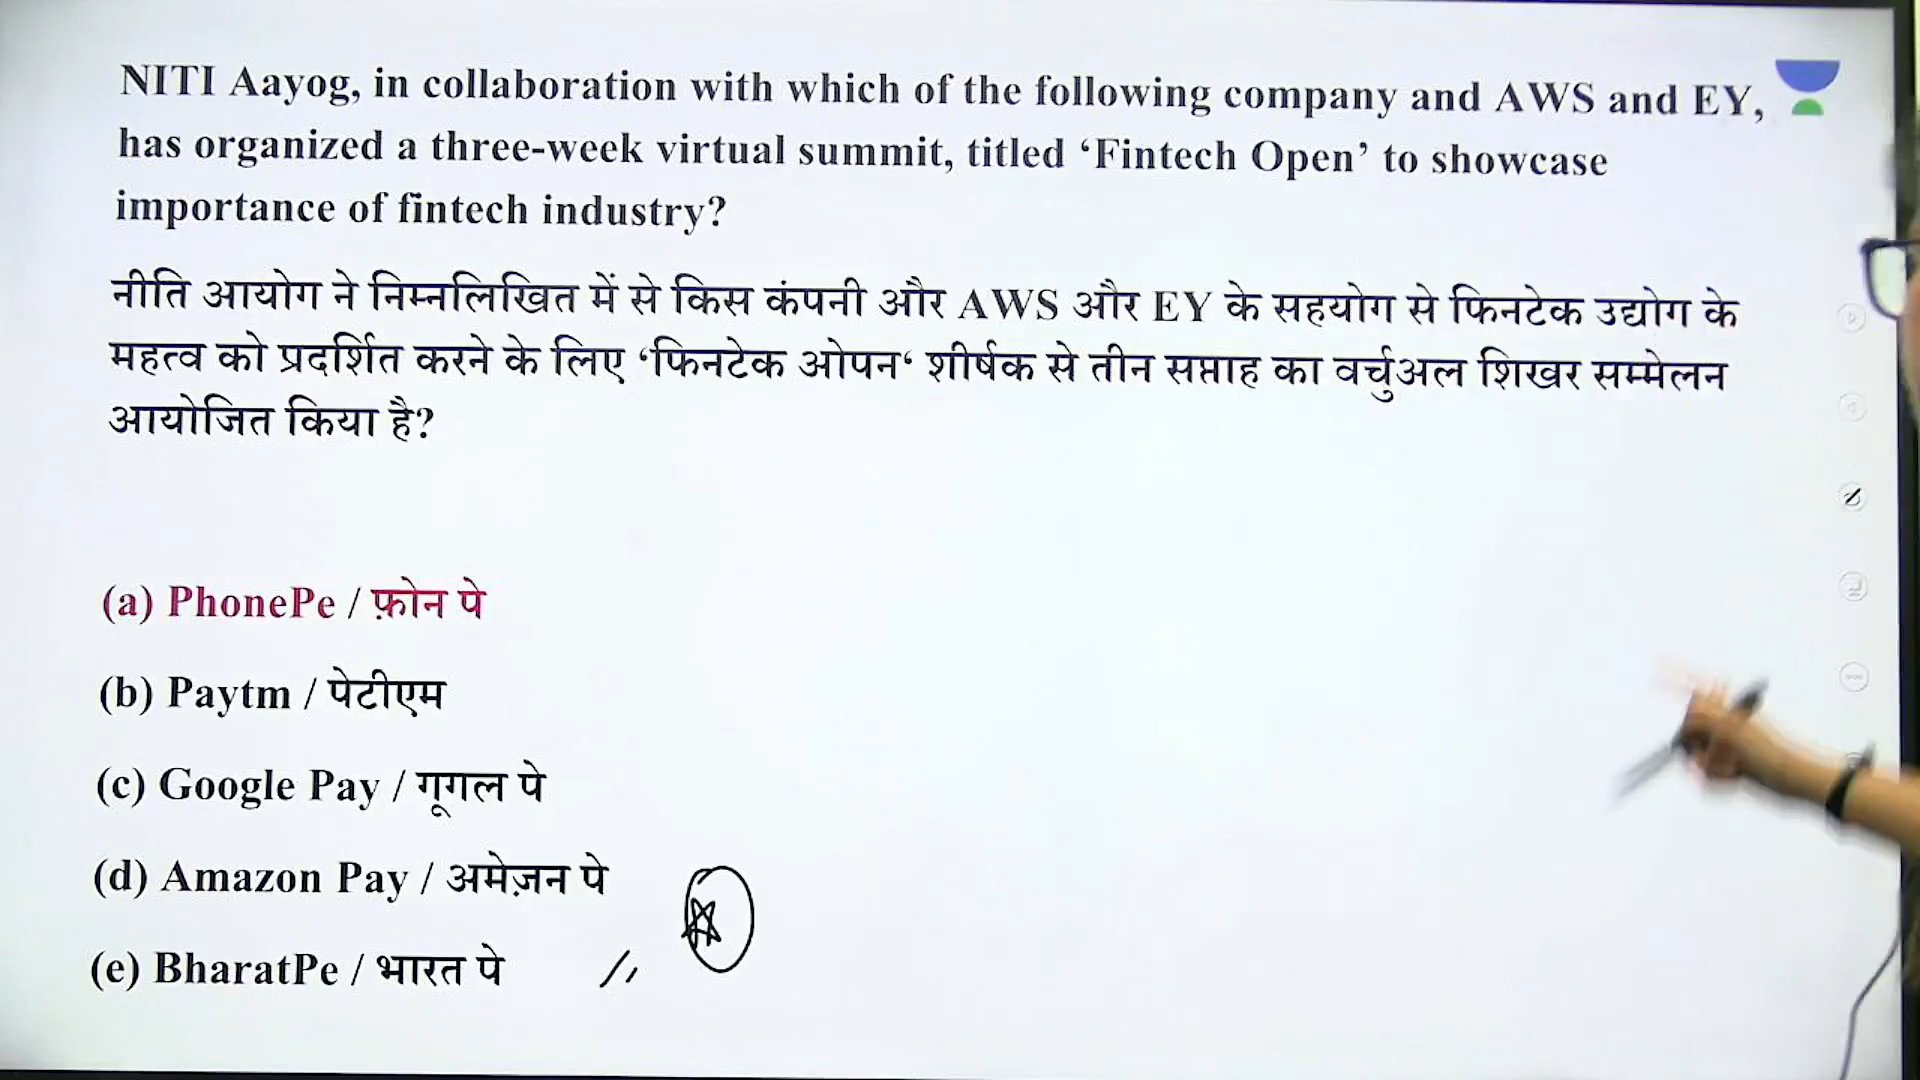 NITI Aayog, in collaboration with which of the following company and AWS and EY,
has organized a three-week virtual summit, titled ‘Fintech Open’ to showcase
importance of fintech industry?
नीति आयोग ने निम्नलिखित में से किस कंपनी और AWS और EY के सहयोग से फिनटेक उद्योग के
महत्व को प्रदर्शित करने के लिए ‘फिनटेक ओपन‘ शीर्षक से तीन सप्ताह का वर्चुअल शिखर सम्मेलन
आयोजित किया है?
(a) PhonePe / फ़ोन पे
(b) Paytm / पेटीएम
(c) Google Pay / गूगल पे
(d) Amazon Pay / अमेज़न पे
(e) BharatPe / भारत पे